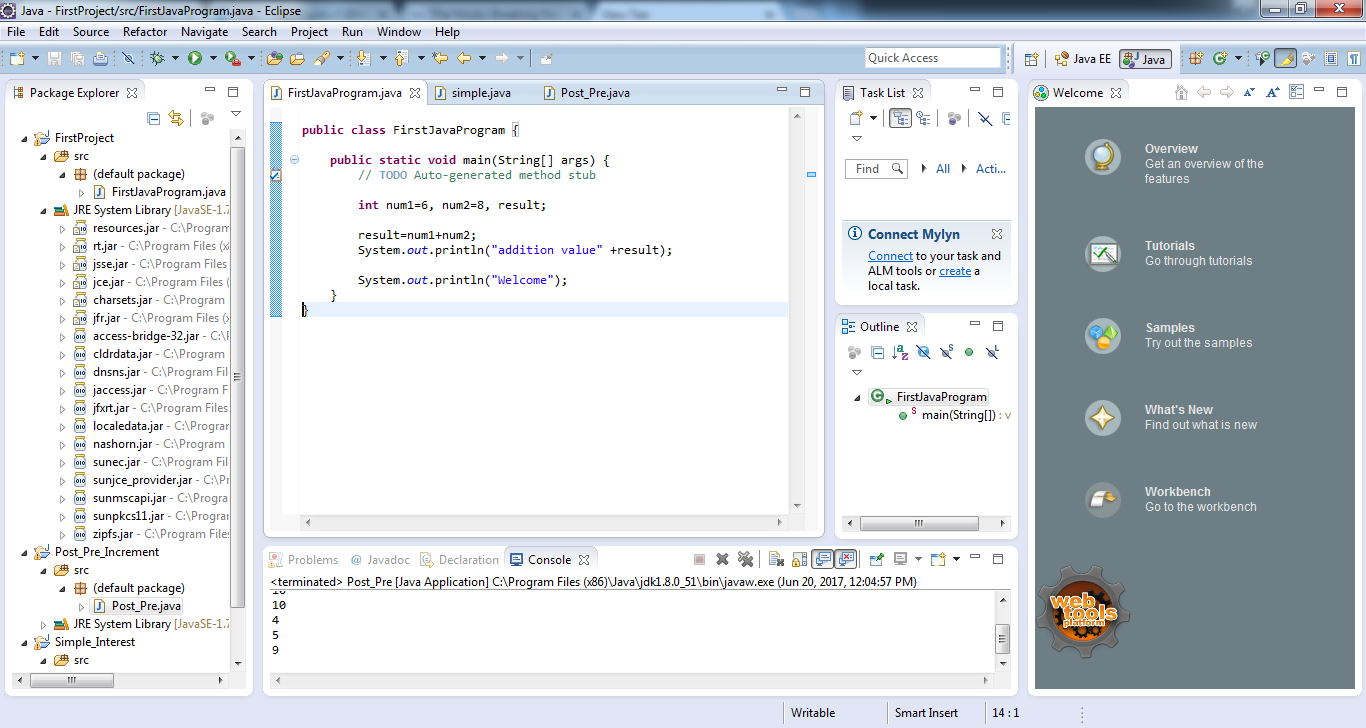 Java - FirstProject/src/FirstJavaProgram.java - Eclipse
File Edit Source Refactor Navigate Search Project Run Window Help
Quick Access
Java EE
Java
Package Explorer
FirstProject
src
(default package)
FirstJavaProgram.java
JRE System Library [JavaSE-1.7
resources.jar - C:\Program
rt.jar - C:\Program Files (x
jsse.jar - C:\Program Files
jce.jar - C:\Program Files (
charsets.jar - C:\Program
jfr.jar - C:\Program Files (x
access-bridge-32.jar - C:\
cldrdata.jar - C:\Program
dnsns.jar - C:\Program Fil
jaccess.jar - C:\Program F
jfxrt.jar - C:\Program Files
localedata.jar - C:\Progra
nashorn.jar - C:\Program
sunec.jar - C:\Program Fil
sunjce_provider.jar - C:\P
sunmscapi.jar - C:\Progra
sunpkcs11.jar - C:\Progra
zipfs.jar - C:\Program Files
Post_Pre_Increment
src
(default package)
Post_Pre.java
JRE System Library [JavaSE-1.7
Simple_Interest
src
FirstJavaProgram.java
simple.java
Post_Pre.java
public class FirstJavaProgram {
public static void main(String[] args) {
// TODO Auto-generated method stub
int num1=6, num2=8, result;
result=num1+num2;
System.out.println("addition value" +result);
System.out.println("Welcome");
}
}
Task List
Find
All
Acti...
Connect Mylyn
Connect to your task and
ALM tools or create a
local task.
Outline
FirstJavaProgram
main(String[]) : v
Welcome
Overview
Get an overview of the
features
Tutorials
Go through tutorials
Samples
Try out the samples
What's New
Find out what is new
Workbench
Go to the workbench
web
tools
platform
Problems
@ Javadoc
Declaration
Console
<terminated> Post_Pre [Java Application] C:\Program Files (x86)\Java\jdk1.8.0_51\bin\javaw.exe (Jun 20, 2017, 12:04:57 PM)
10
4
5
9
Writable
Smart Insert
14 : 1